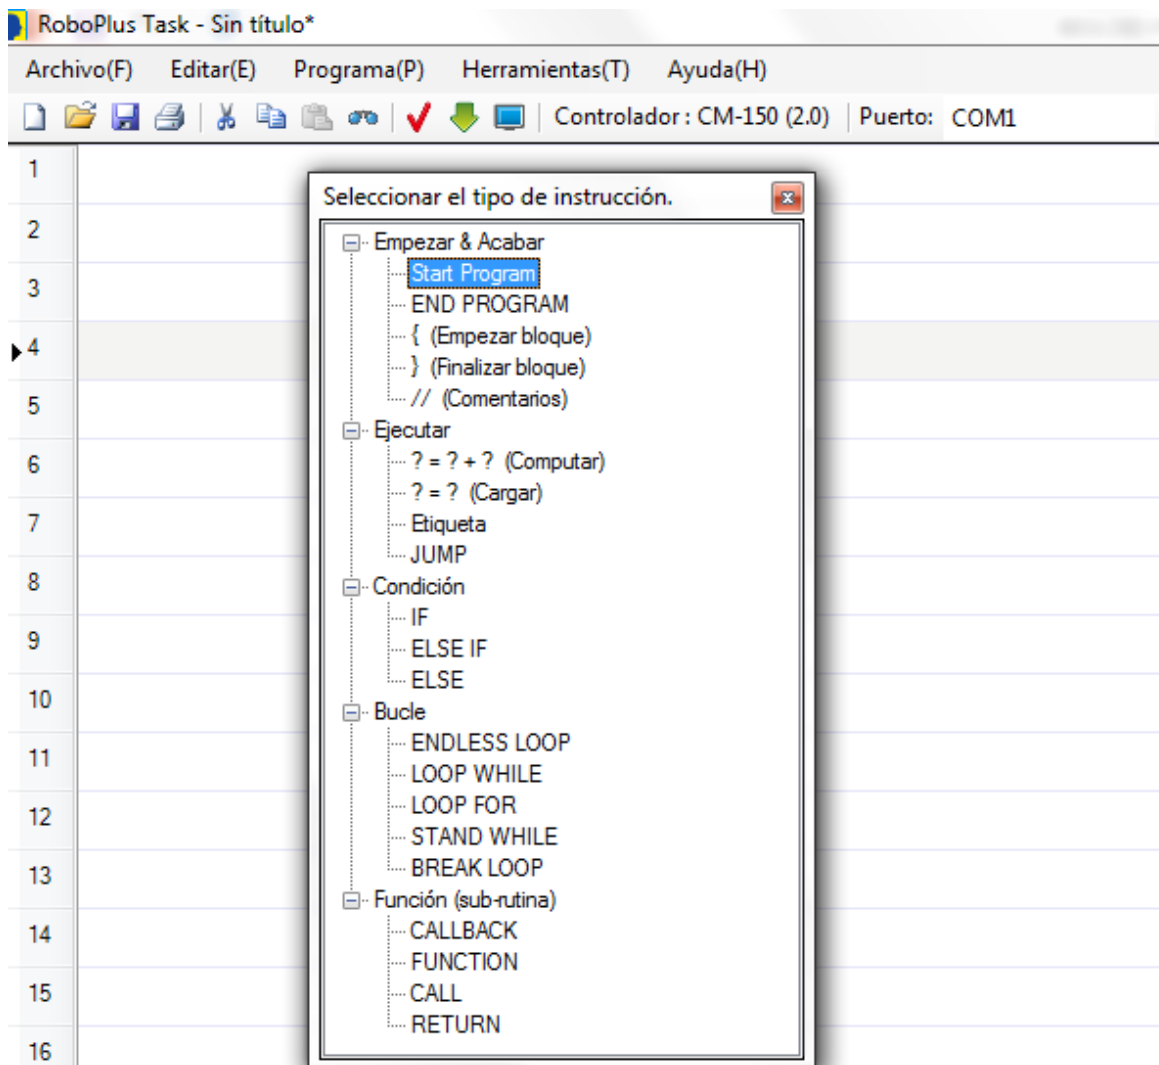 RoboPlus Task - Sin título*
Archivo(F) Editar(E) Programa(P) Herramientas(T) Ayuda(H)
Controlador : CM-150 (2.0) Puerto: COM1
1
Seleccionar el tipo de instrucción.
2
Empezar & Acabar
Start Program
3
END PROGRAM
{ (Empezar bloque)
4
} (Finalizar bloque)
5
// (Comentarios)
Ejecutar
6
? = ? + ? (Computar)
? = ? (Cargar)
7
Etiqueta
JUMP
8
Condición
IF
9
ELSE IF
ELSE
10
Bucle
ENDLESS LOOP
11
LOOP WHILE
LOOP FOR
12
STAND WHILE
BREAK LOOP
13
Función (sub-rutina)
CALLBACK
14
FUNCTION
15
CALL
RETURN
16